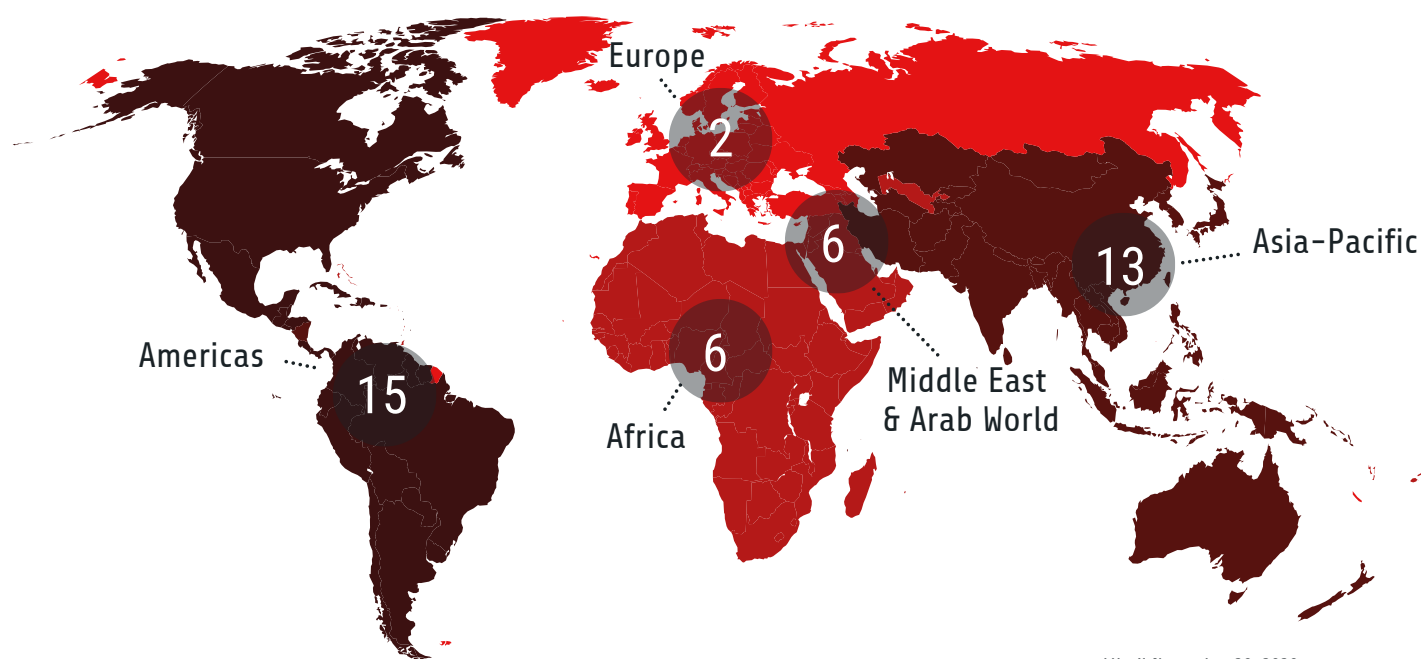 Europe
2
6
Asia-Pacific
13
Americas
15
6
Middle East
& Arab World
Africa